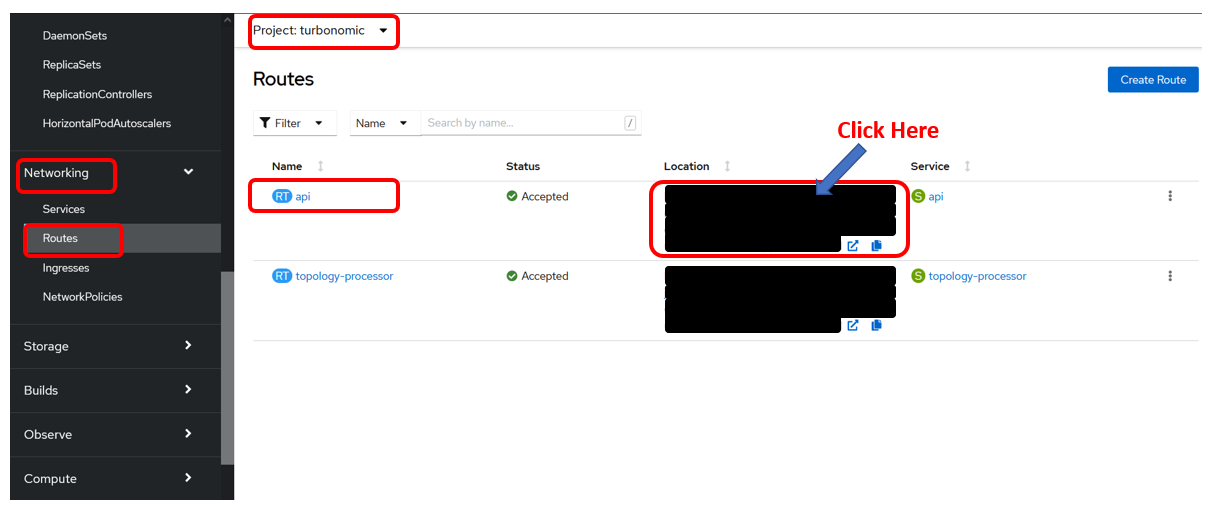 DaemonSets
ReplicaSets
ReplicationControllers
HorizontalPodAutoscalers
Networking
Services
Routes
Ingresses
NetworkPolicies
Storage
Builds
Observe
Compute
Project: turbonomic
Routes
Create Route
Filter Name Search by name... /
Click Here
Name Status Location Service
RT api Accepted S api
RT topology-processor Accepted S topology-processor